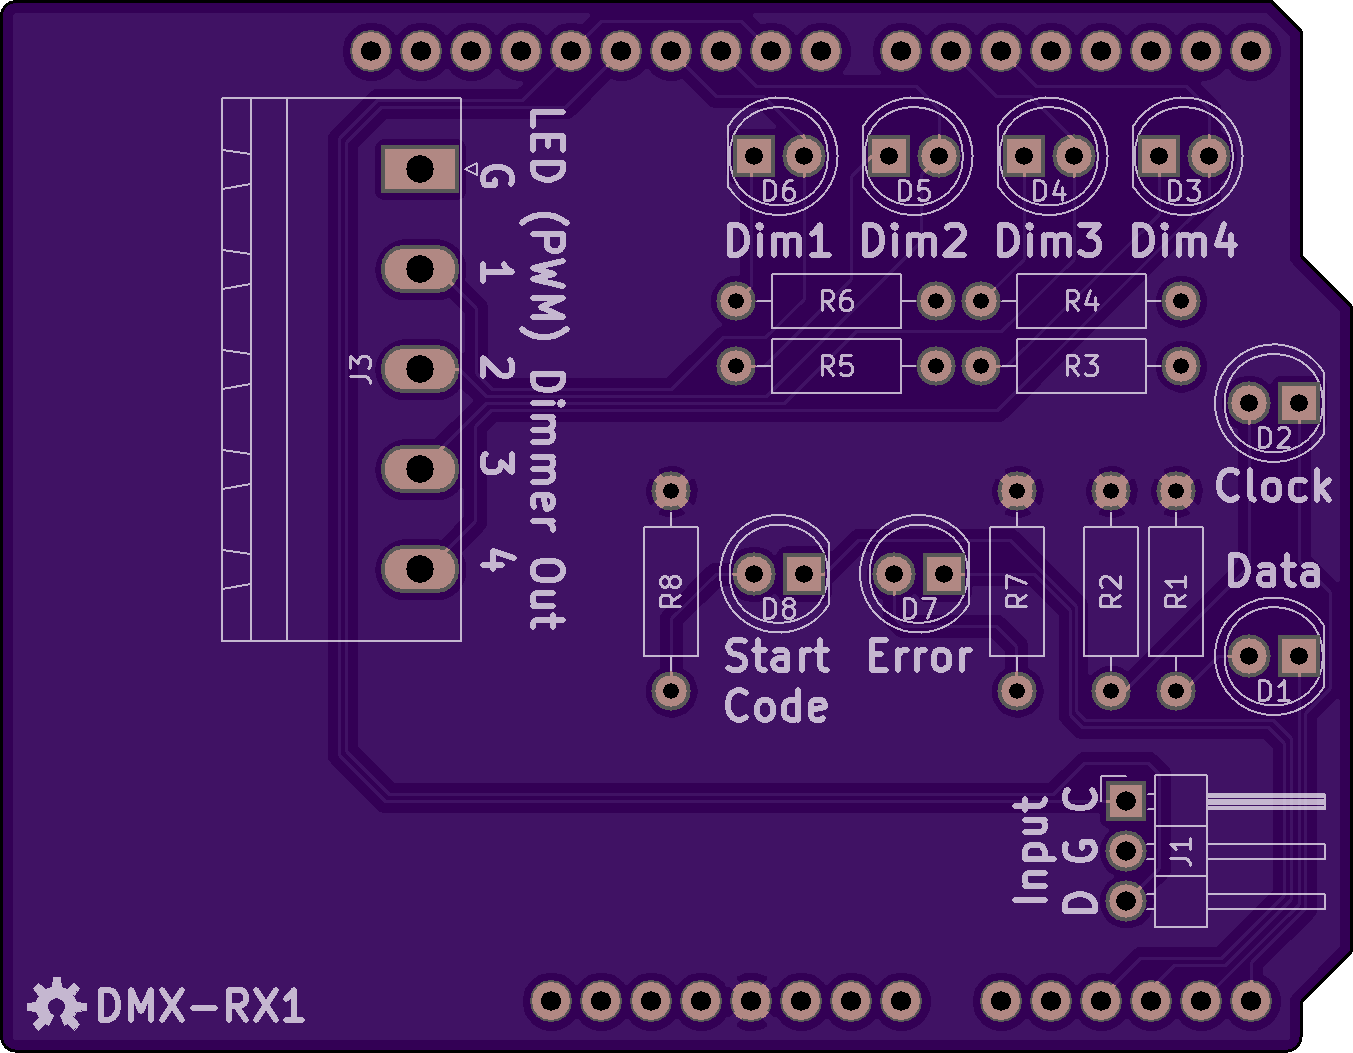 LED (PWM) Dimmer Out
G
1
2
3
4
J3
D6
D5
D4
D3
Dim1
Dim2
Dim3
Dim4
R6
R4
R5
R3
D2
Clock
Data
D1
R8
D8
D7
R7
R2
R1
Start
Code
Error
Input
C
G
D
J1
DMX-RX1